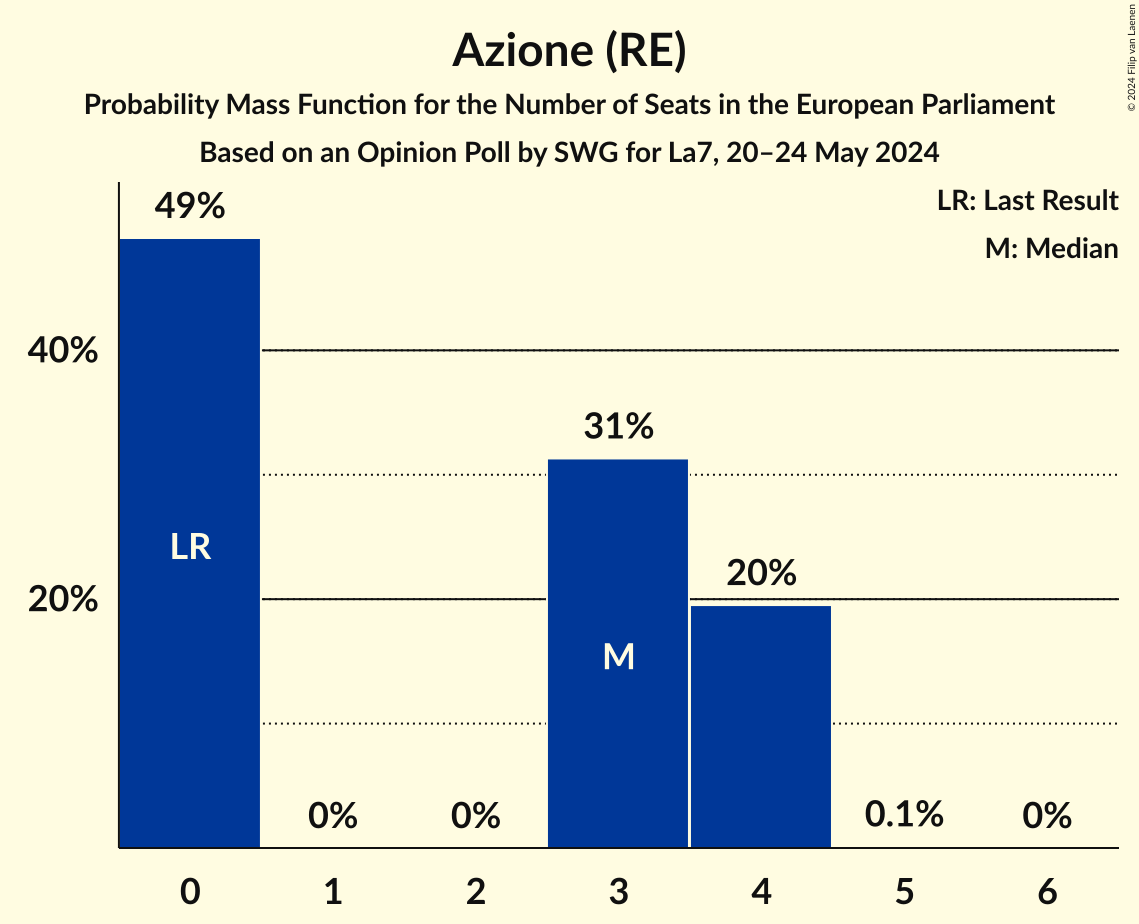 Azione (RE)
Probability Mass Function for the Number of Seats in the European Parliament
Based on an Opinion Poll by SWG for La7, 20–24 May 2024
© 2024 Filip van Laenen
LR: Last Result
M: Median
49%
40%
31%
LR
20%
20%
M
0%
0%
0.1%
0%
0 1 2 3 4 5 6